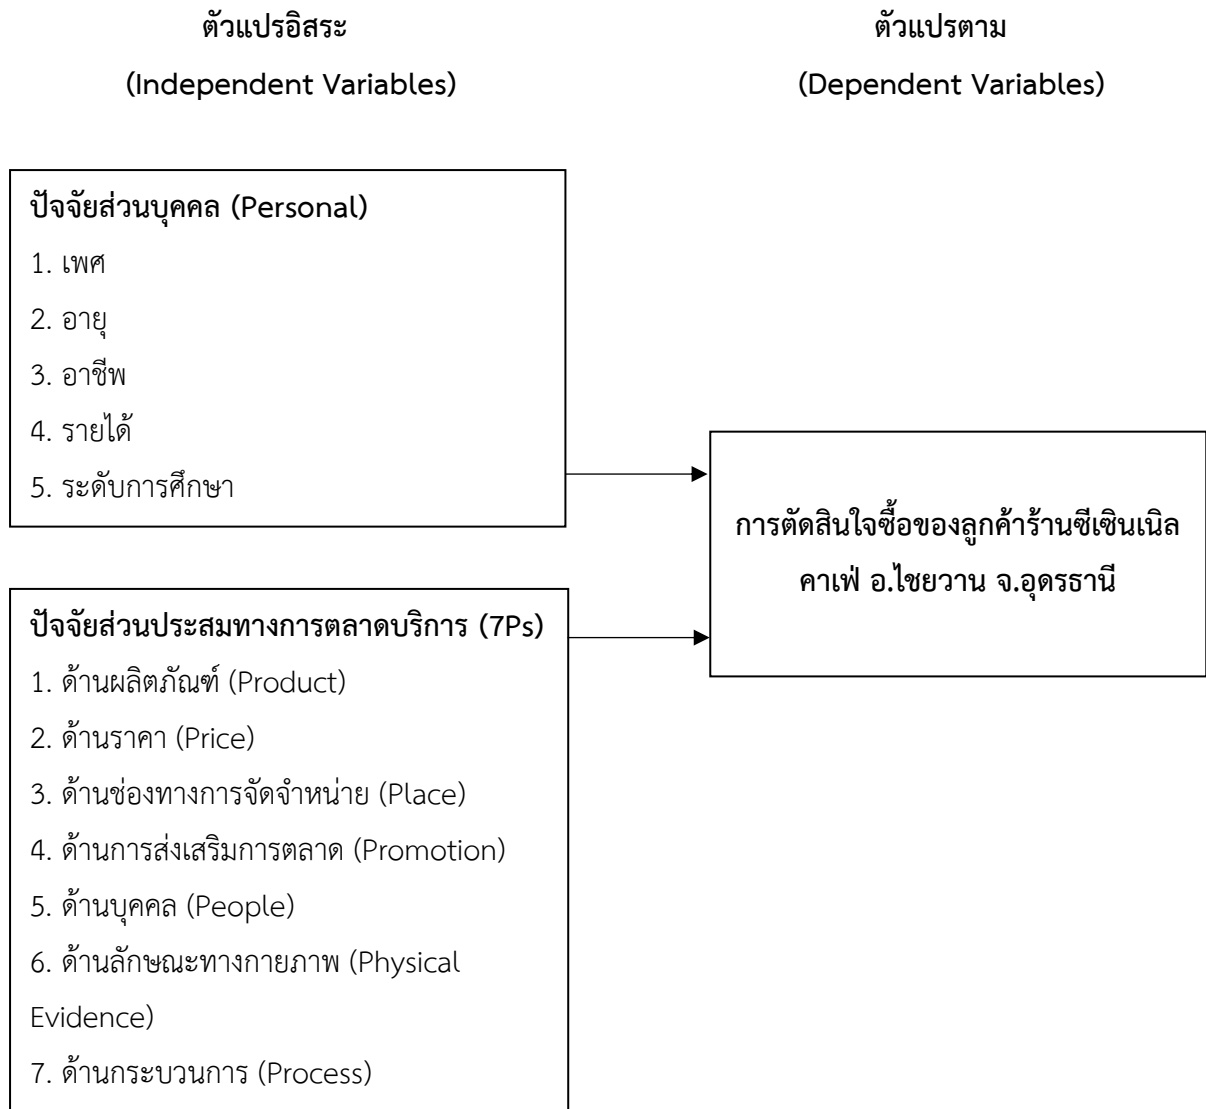 ตัวแปรอิสระ
(Independent Variables)
ตัวแปรตาม
(Dependent Variables)
ปัจจัยส่วนบุคคล (Personal)
1. เพศ
2. อายุ
3. อาชีพ
4. รายได้
5. ระดับการศึกษา
การตัดสินใจซื้อของลูกค้าร้านซีเซินเนิล
คาเฟ่ อ.ไชยวาน จ.อุดรธานี
ปัจจัยส่วนประสมทางการตลาดบริการ (7Ps)
1. ด้านผลิตภัณฑ์ (Product)
2. ด้านราคา (Price)
3. ด้านช่องทางการจัดจำหน่าย (Place)
4. ด้านการส่งเสริมการตลาด (Promotion)
5. ด้านบุคคล (People)
6. ด้านลักษณะทางกายภาพ (Physical
Evidence)
7. ด้านกระบวนการ (Process)